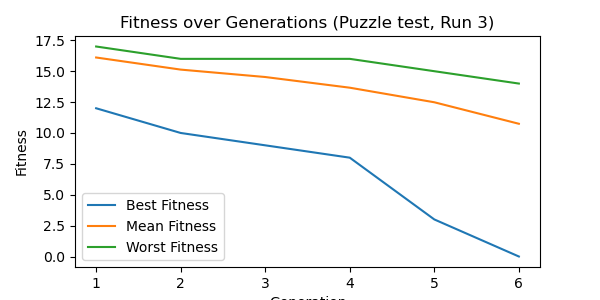 Fitness over Generations (Puzzle test, Run 3)
17.5
15.0
12.5
10.0
7.5
5.0
2.5
0.0
Fitness
Best Fitness
Mean Fitness
Worst Fitness
1 2 3 4 5 6
Generation